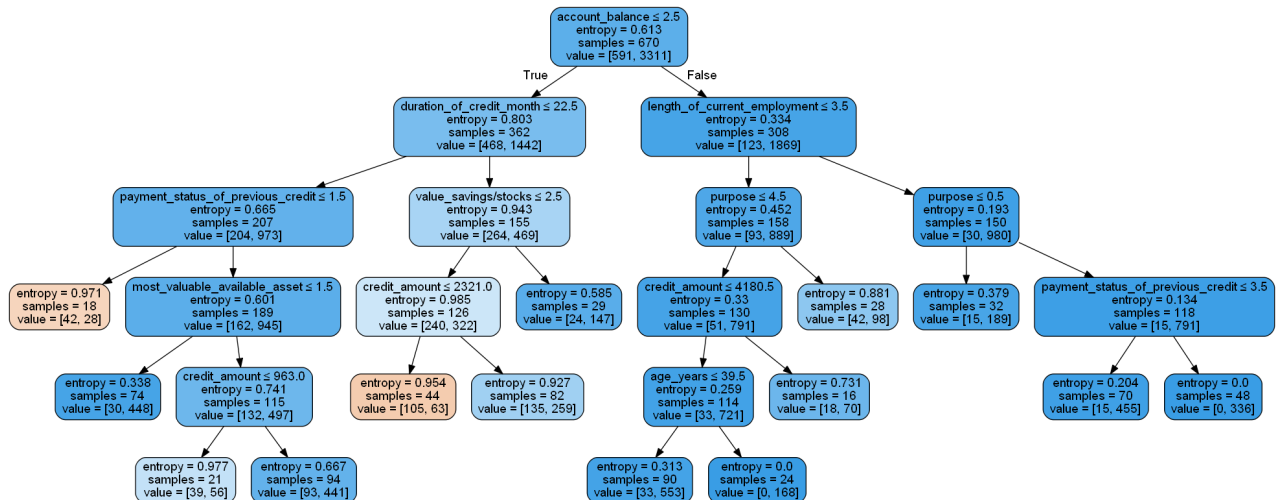 account_balance ≤ 2.5
entropy = 0.613
samples = 670
value = [591, 3311]
True
False
duration_of_credit_month ≤ 22.5
entropy = 0.803
samples = 362
value = [468, 1442]
length_of_current_employment ≤ 3.5
entropy = 0.334
samples = 308
value = [123, 1869]
payment_status_of_previous_credit ≤ 1.5
entropy = 0.665
samples = 207
value = [204, 973]
value_savings/stocks ≤ 2.5
entropy = 0.943
samples = 155
value = [264, 469]
purpose ≤ 4.5
entropy = 0.452
samples = 158
value = [93, 889]
purpose ≤ 0.5
entropy = 0.193
samples = 150
value = [30, 980]
entropy = 0.971
samples = 18
value = [42, 28]
most_valuable_available_asset ≤ 1.5
entropy = 0.601
samples = 189
value = [162, 945]
credit_amount ≤ 2321.0
entropy = 0.985
samples = 126
value = [240, 322]
entropy = 0.585
samples = 29
value = [24, 147]
credit_amount ≤ 4180.5
entropy = 0.33
samples = 130
value = [51, 791]
entropy = 0.881
samples = 28
value = [42, 98]
entropy = 0.379
samples = 32
value = [15, 189]
payment_status_of_previous_credit ≤ 3.5
entropy = 0.134
samples = 118
value = [15, 791]
entropy = 0.338
samples = 74
value = [30, 448]
credit_amount ≤ 963.0
entropy = 0.741
samples = 115
value = [132, 497]
entropy = 0.954
samples = 44
value = [105, 63]
entropy = 0.927
samples = 82
value = [135, 259]
age_years ≤ 39.5
entropy = 0.259
samples = 114
value = [33, 721]
entropy = 0.731
samples = 16
value = [18, 70]
entropy = 0.204
samples = 70
value = [15, 455]
entropy = 0.0
samples = 48
value = [0, 336]
entropy = 0.977
samples = 21
value = [39, 56]
entropy = 0.667
samples = 94
value = [93, 441]
entropy = 0.313
samples = 90
value = [33, 553]
entropy = 0.0
samples = 24
value = [0, 168]